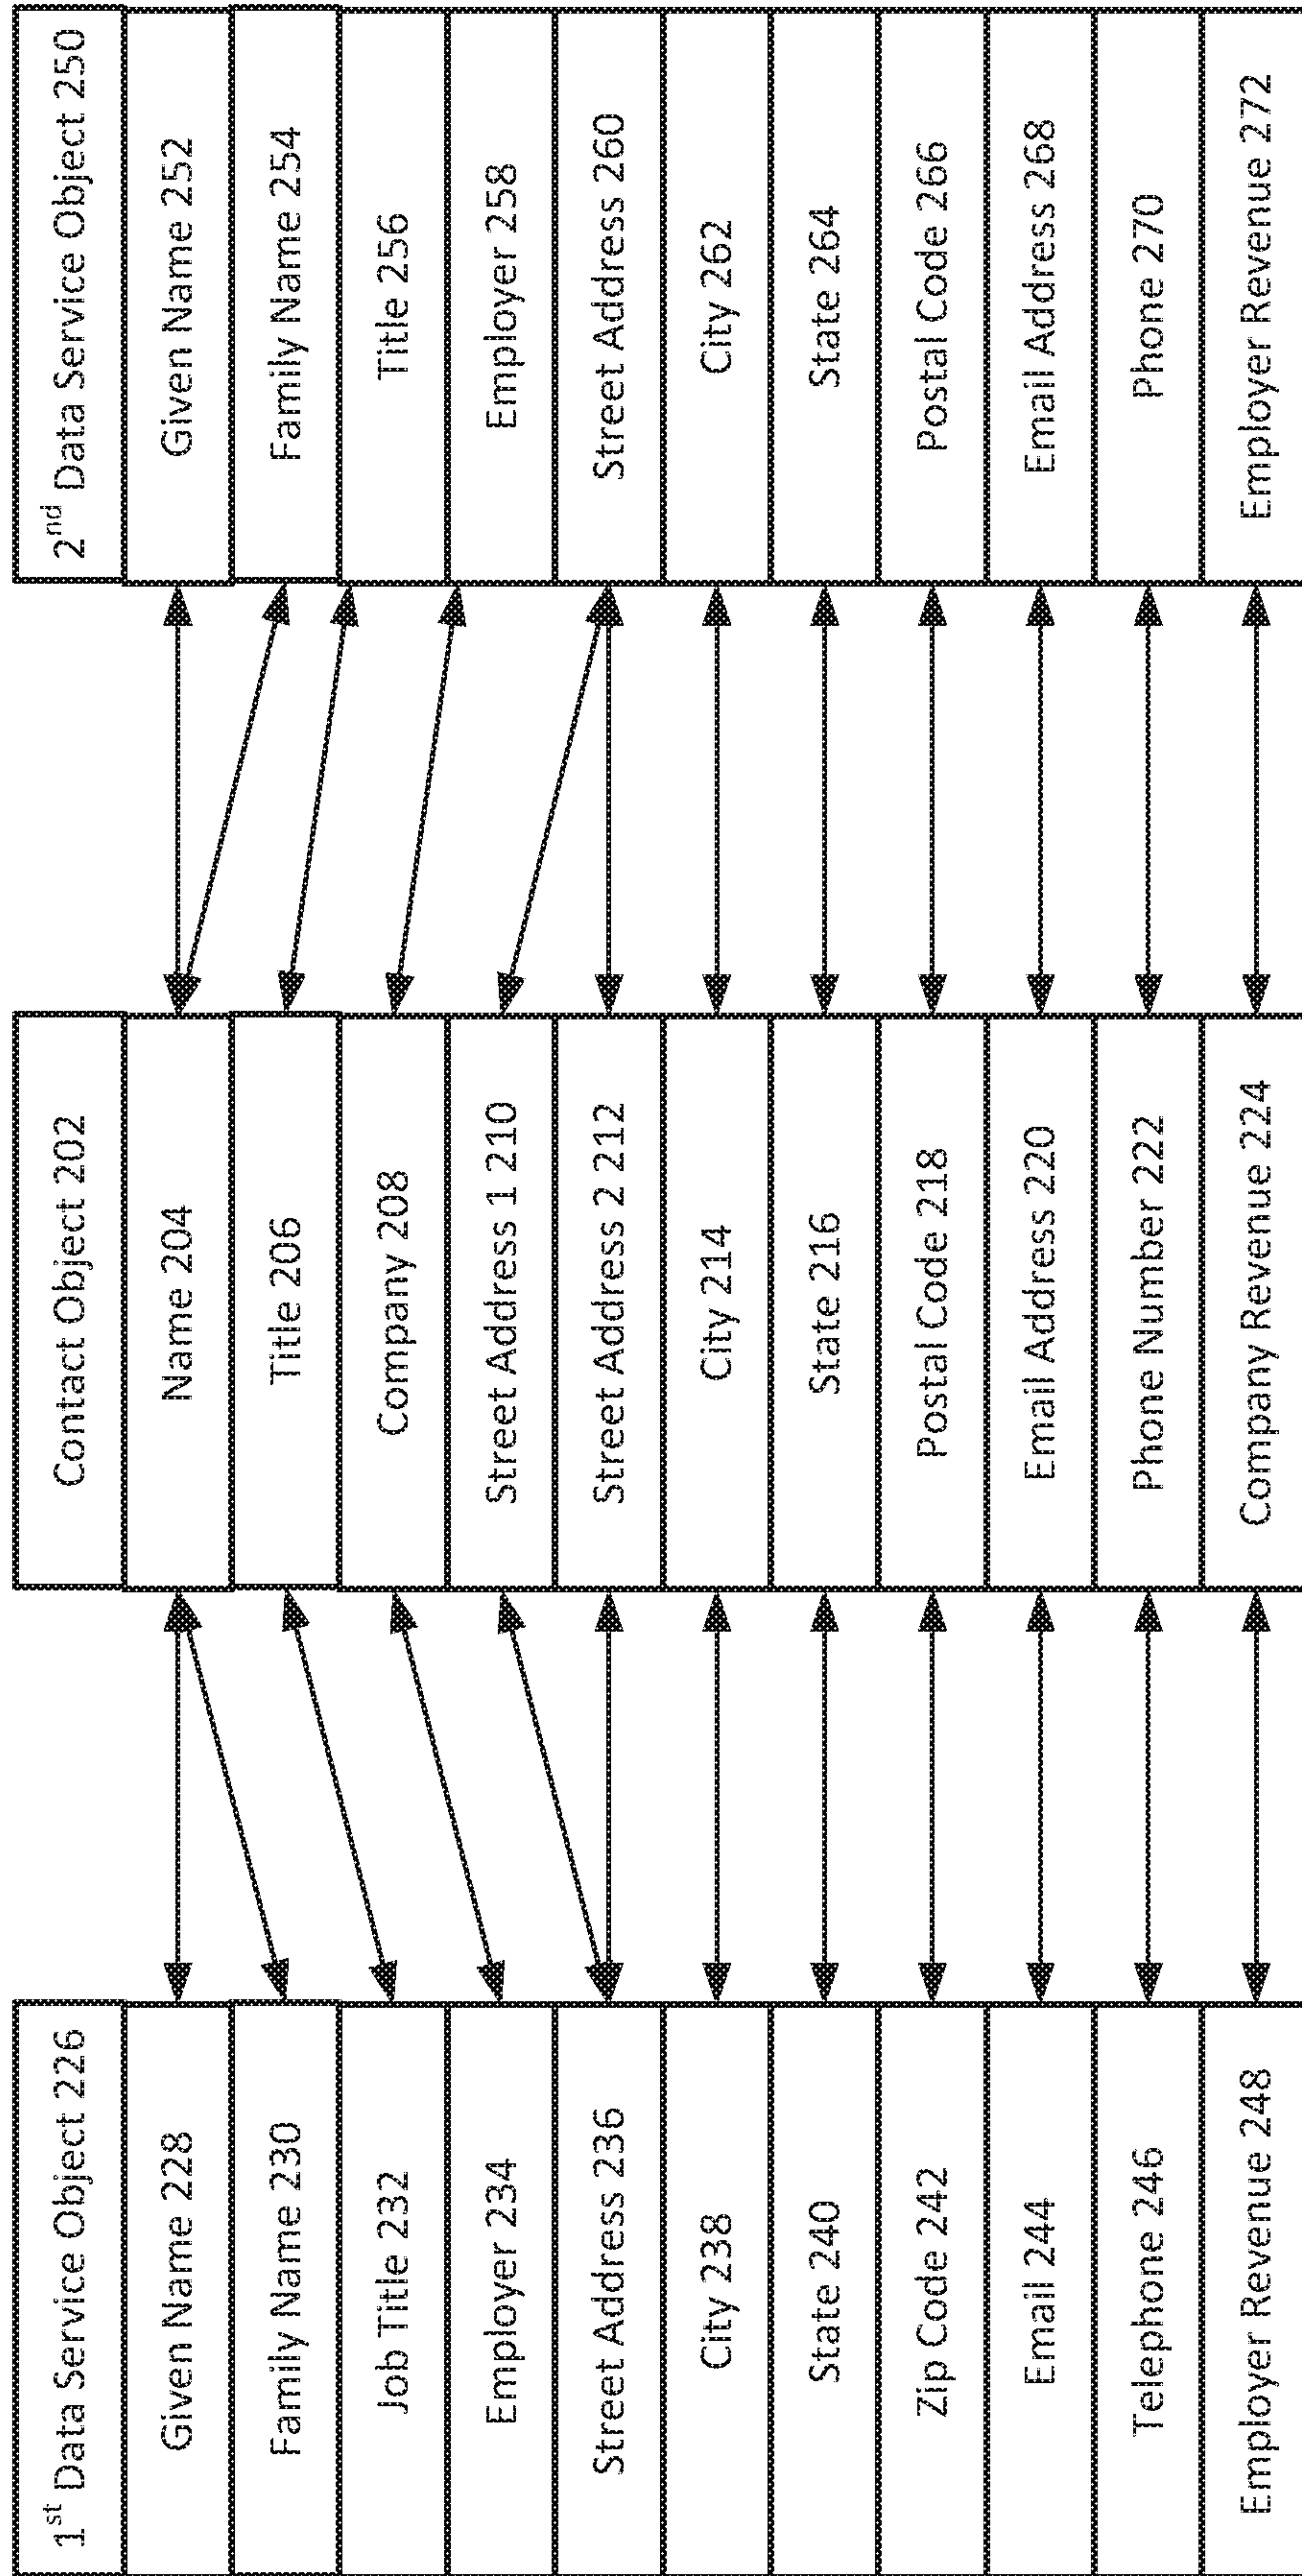 1st Data Service Object 226
Given Name 228
Family Name 230
Job Title 232
Employer 234
Street Address 236
City 238
State 240
Zip Code 242
Email 244
Telephone 246
Employer Revenue 248
Contact Object 202
Name 204
Title 206
Company 208
Street Address 1 210
Street Address 2 212
City 214
State 216
Postal Code 218
Email Address 220
Phone Number 222
Company Revenue 224
2nd Data Service Object 250
Given Name 252
Family Name 254
Title 256
Employer 258
Street Address 260
City 262
State 264
Postal Code 266
Email Address 268
Phone 270
Employer Revenue 272